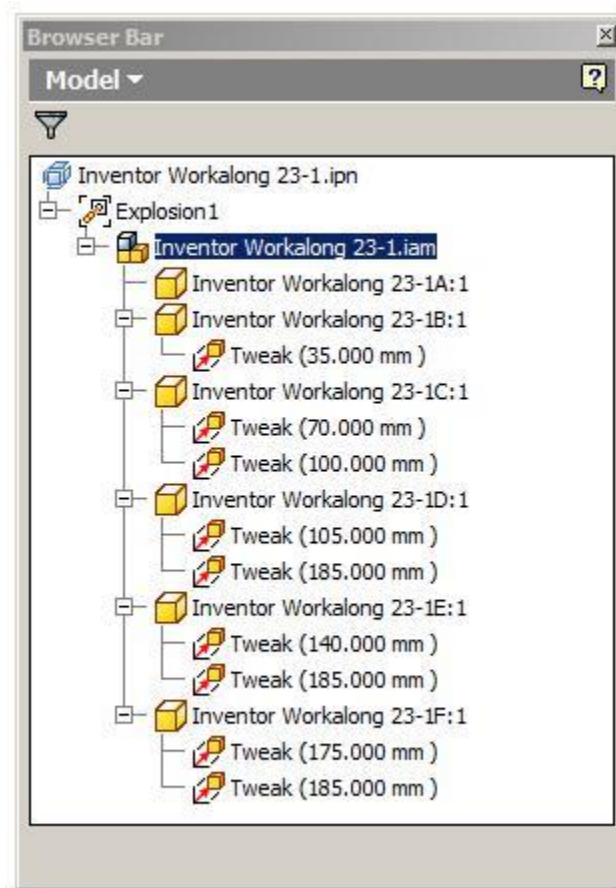 Browser Bar
Model
Inventor Workalong 23-1.ipn
Explosion1
Inventor Workalong 23-1.iam
Inventor Workalong 23-1A:1
Inventor Workalong 23-1B:1
Tweak (35.000 mm )
Inventor Workalong 23-1C:1
Tweak (70.000 mm )
Tweak (100.000 mm )
Inventor Workalong 23-1D:1
Tweak (105.000 mm )
Tweak (185.000 mm )
Inventor Workalong 23-1E:1
Tweak (140.000 mm )
Tweak (185.000 mm )
Inventor Workalong 23-1F:1
Tweak (175.000 mm )
Tweak (185.000 mm )